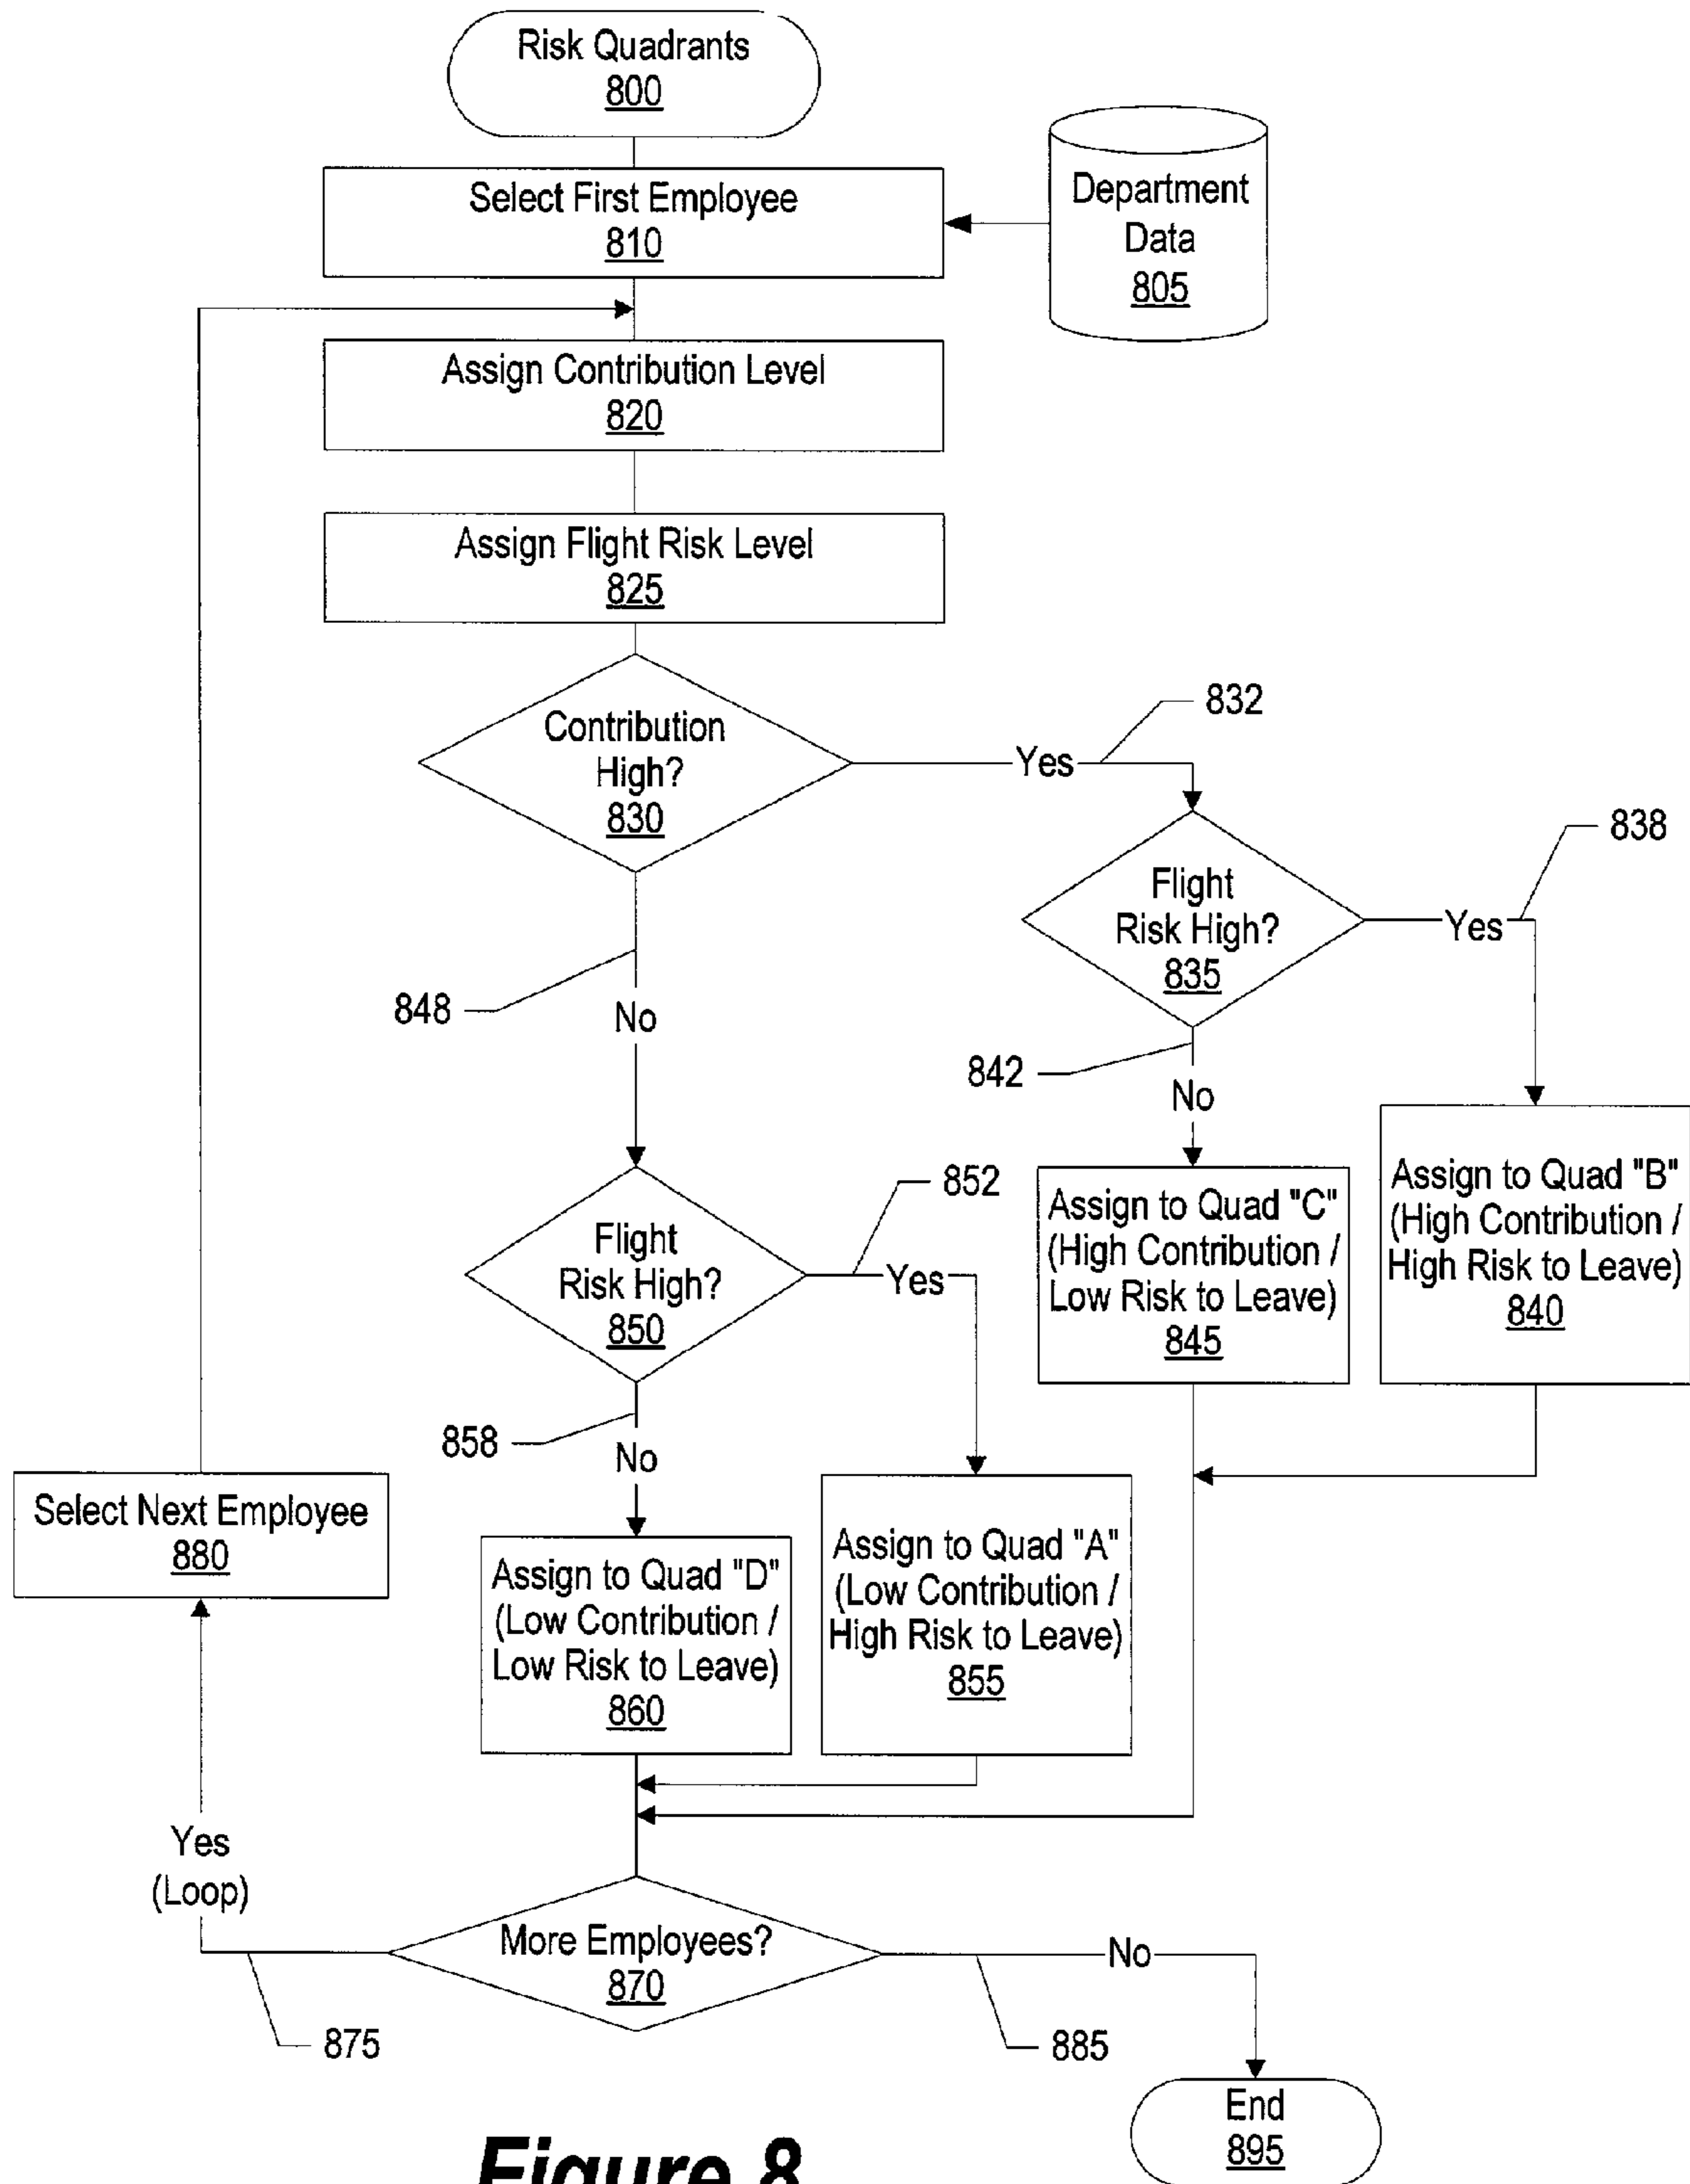 Risk Quadrants
800
Department
Data
805
Select First Employee
810
Assign Contribution Level
820
Assign Flight Risk Level
825
Contribution
High?
830
Yes
832
Flight
Risk High?
835
Yes
838
848
No
842
No
Assign to Quad "B"
(High Contribution /
High Risk to Leave)
840
Assign to Quad "C"
(High Contribution /
Low Risk to Leave)
845
Flight
Risk High?
850
852
Yes
858
No
Select Next Employee
880
Assign to Quad "D"
(Low Contribution /
Low Risk to Leave)
860
Assign to Quad "A"
(Low Contribution /
High Risk to Leave)
855
Yes
(Loop)
More Employees?
870
No
875
885
End
895
Figure 8